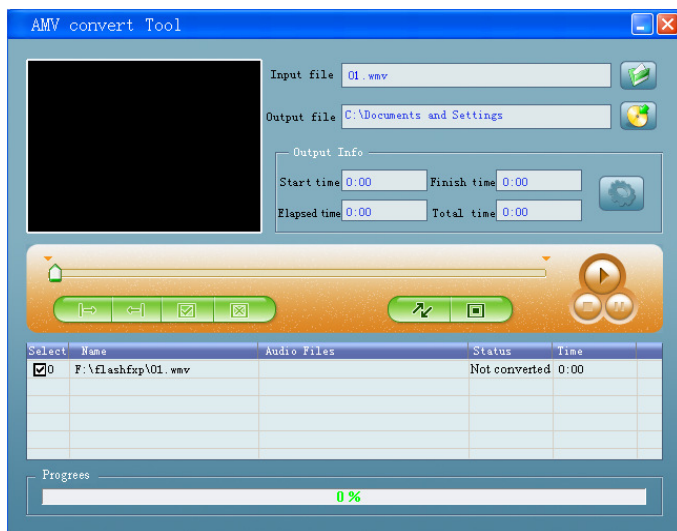 AMV convert Tool
Input file 01.wmv
Output file C:\Documents and Settings
Output Info
Start time 0:00 Finish time 0:00
Elapsed time 0:00 Total time 0:00
Select Name Audio Files Status Time
0 F:\flashfxp\01.wmv Not converted 0:00
Progrees
0 %